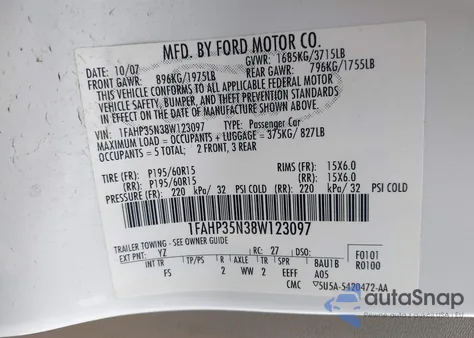 MFD. BY FORD MOTOR CO.
DATE: 10/07 GVWR: 1685KG/3715LB
FRONT GAWR: 896KG/1975LB REAR GAWR: 796KG/1755LB
THIS VEHICLE CONFORMS TO ALL APPLICABLE FEDERAL MOTOR
VEHICLE SAFETY, BUMPER, AND THEFT PREVENTION STANDARDS
IN EFFECT ON THE DATE OF MANUFACTURE SHOWN ABOVE.
VIN: 1FAHP35N38W123097 TYPE: Passenger Car
MAXIMUM LOAD = OCCUPANTS + LUGGAGE = 375KG/ 827LB
OCCUPANTS = 5 TOTAL: 2 FRONT, 3 REAR
TIRE (FR): P195/60R15 RIMS (FR): 15X6.0
(RR): P195/60R15 (RR): 15X6.0
PRESSURE (FR): 220 kPa/ 32 PSI COLD (RR): 220 kPa/ 32 PSI COLD
1FAHP35N38W123097
TRAILER TOWING - SEE OWNER GUIDE
EXT PNT: YZ RC: 27 DSO: F0101
INT TR TP/PS R AXLE TR SPR BAU1B R0100
FS 2 WW 2 EEFF A05
CMC 5U5A-5420472-AA
autaSnap